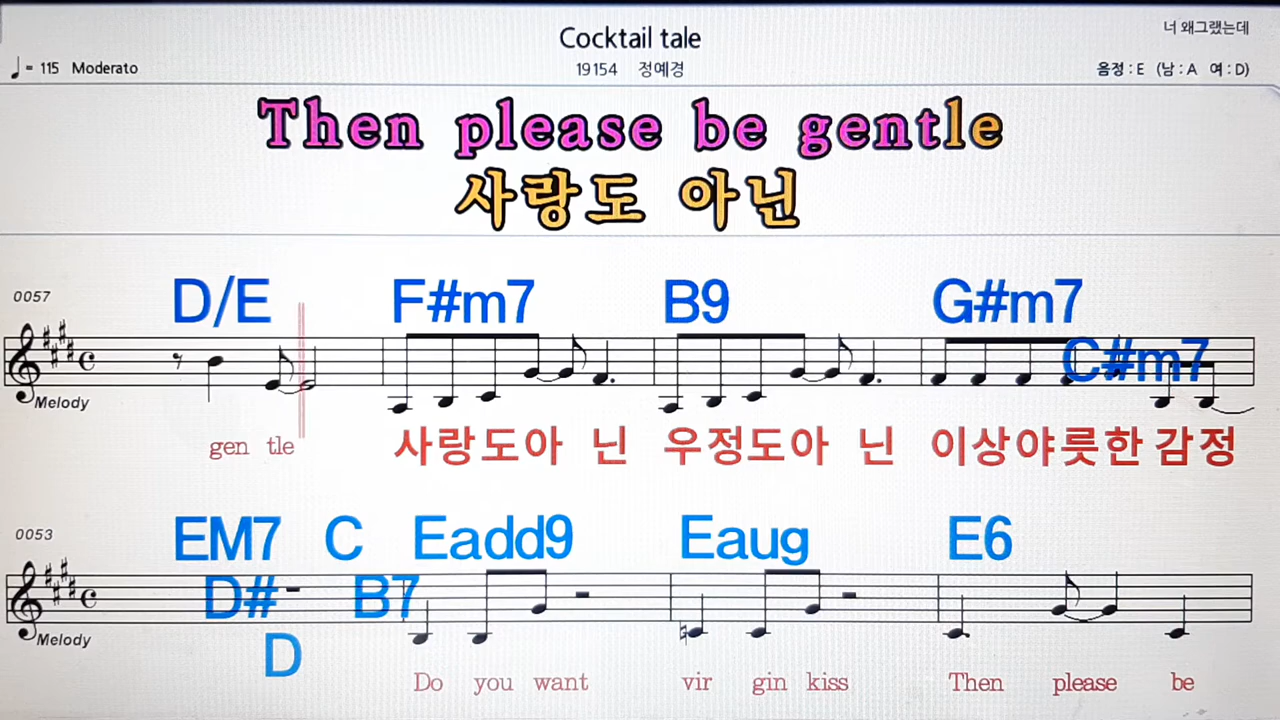 Cocktail tale
너 왜그랬는데
♩= 115 Moderato
19154 정예경
음정 : E (남 : A 여 : D)
Then please be gentle
사랑도 아닌
0057
D/E F#m7 B9 G#m7
C#m7
Melody
gen tle 사랑도아 닌 우정도아 닌 이상야릇한 감정
0053
EM7 C Eadd9 Eaug E6
D# B7
Melody
D
Do you want vir gin kiss Then please be